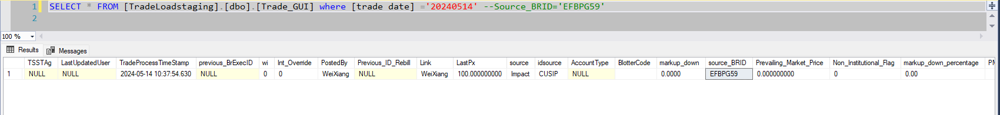 1 SELECT * FROM [TradeLoadstaging].[dbo].[Trade_GUI] where [trade date] ='20240514' --Source_BRID='EFBPG59'
2
100 %
Results Messages
TSSTAg LastUpdatedUser TradeProcessTimeStamp previous_BrExecID wi Int_Override PostedBy Previous_ID_Rebill Link LastPx source idsource AccountType BlotterCode markup_down source_BRID Prevailing_Market_Price Non_Institutional_Flag markup_down_percentage
1 NULL NULL 2024-05-14 10:37:54.630 NULL 0 0 WeiXiang NULL WeiXiang 100.000000000 Impact CUSIP NULL 0.0000 EFBPG59 0.000000000 0 0.00